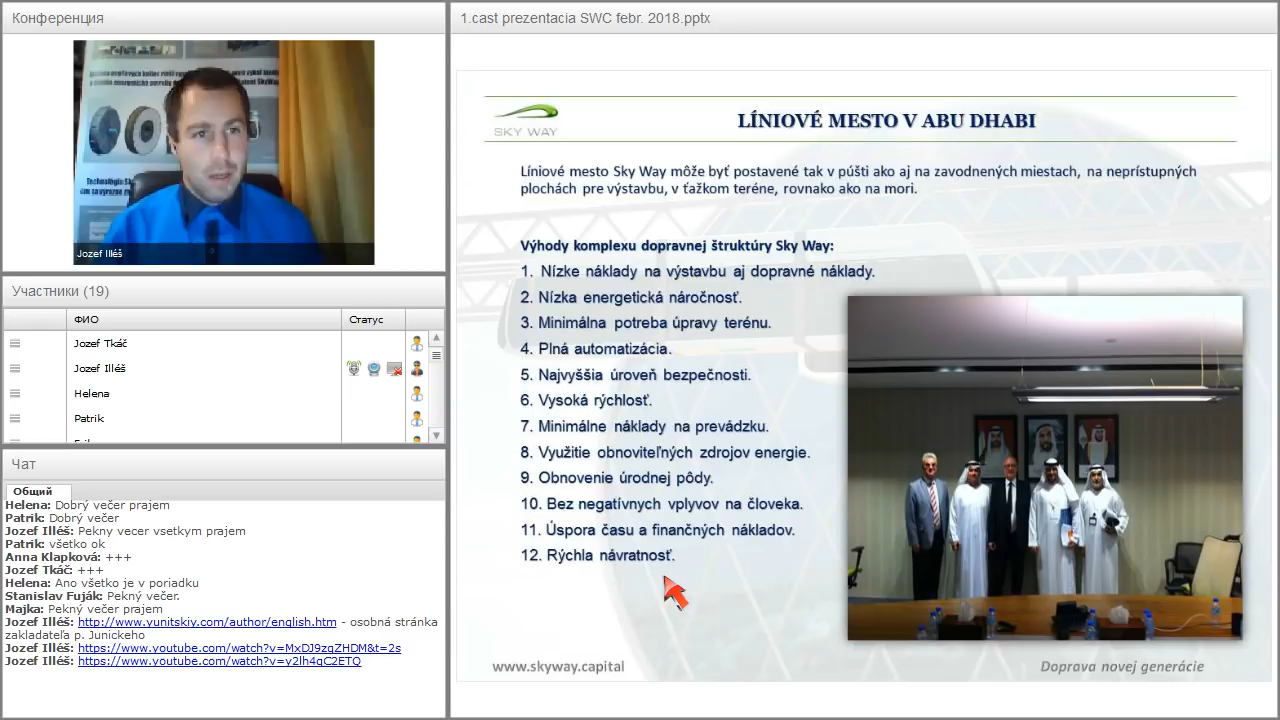 Конференция
Jozef Illéš
Участники (19)
ФИО
Статус
Jozef Tkáč
Jozef Illéš
Helena
Patrik
Чат
Общий
Helena: Dobrý večer prajem
Patrik: Dobrý večer
Jozef Illéš: Pekny vecer vsetkym prajem
Patrik: všetko ok
Anna Klapková: +++
Jozef Tkáč: +++
Helena: Ano všetko je v poriadku
Stanislav Fuják: Pekný večer.
Majka: Pekný večer prajem
Jozef Illéš: http://www.yunitskiy.com/author/english.htm - osobná stránka
zakladateľa p. Junického
Jozef Illéš: https://www.youtube.com/watch?v=MxDJ9zqZHDM&t=2s
Jozef Illéš: https://www.youtube.com/watch?v=y2lh4qC2ETQ
1.cast prezentacia SWC febr. 2018.pptx
SKY WAY
LÍNIOVÉ MESTO V ABU DHABI
Líniové mesto Sky Way môže byť postavené tak v púšti ako aj na zavodnených miestach, na neprístupných
plochách pre výstavbu, v ťažkom teréne, rovnako ako na mori.
Výhody komplexu dopravnej štruktúry Sky Way:
1. Nízke náklady na výstavbu aj dopravné náklady.
2. Nízka energetická náročnosť.
3. Minimálna potreba úpravy terénu.
4. Plná automatizácia.
5. Najvyššia úroveň bezpečnosti.
6. Vysoká rýchlosť.
7. Minimálne náklady na prevádzku.
8. Využitie obnoviteľných zdrojov energie.
9. Obnovenie úrodnej pôdy.
10. Bez negatívnych vplyvov na človeka.
11. Úspora času a finančných nákladov.
12. Rýchla návratnosť.
www.skyway.capital
Doprava novej generácie